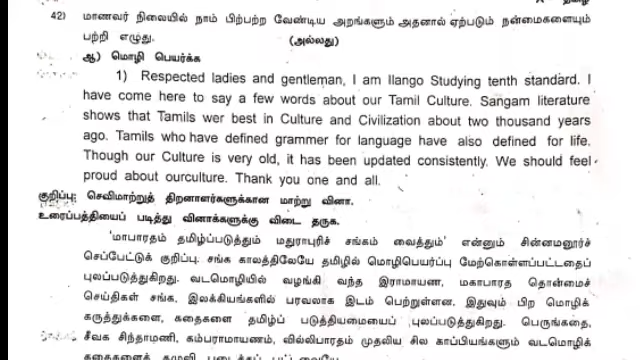 42) மாணவர் நிலையில் நாம் பிற்பற்ற வேண்டிய அறங்களும் அதனால் ஏற்படும் நன்மைகளையும்
பற்றி எழுது. (அல்லது)
ஆ) மொழி பெயர்க்க
1) Respected ladies and gentleman, I am Ilango Studying tenth standard. I
have come here to say a few words about our Tamil Culture. Sangam literature
shows that Tamils wer best in Culture and Civilization about two thousand years
ago. Tamils who have defined grammer for language have also defined for life.
Though our Culture is very old, it has been updated consistently. We should feel
proud about ourculture. Thank you one and all.
குறிப்பு: செவிமாற்றுத் திறனாளர்களுக்கான மாற்று வினா.
உரைப்பத்தியைப் படித்து வினாக்களுக்கு விடை தருக.
'மாபாரதம் தமிழ்ப்படுத்தும் மதுராபுரிச் சங்கம் வைத்தும்' என்னும் சின்னமனூர்ச்
செப்பேட்டுக் குறிப்பு. சங்க காலத்திலேயே தமிழில் மொழிபெயர்ப்பு மேற்கொள்ளப்பட்டதைப்
புலப்படுத்துகிறது. வடமொழியில் வழங்கி வந்த இராமாயண, மகாபாரத தொன்மைச்
செய்திகள் சங்க, இலக்கியங்களில் பரவலாக இடம் பெற்றுள்ளன. இதுவும் பிற மொழிக்
கருத்துக்களை, கதைகளை தமிழ்ப் படுத்தியமையைப் புலப்படுத்துகிறது. பெருங்கதை,
சீவக சிந்தாமணி, கம்பராமாயணம், வில்லிபாரதம் முதலிய சில காப்பியங்களும் வடமொழிக்
கதைகளைத் தழுவி படைக்கப்